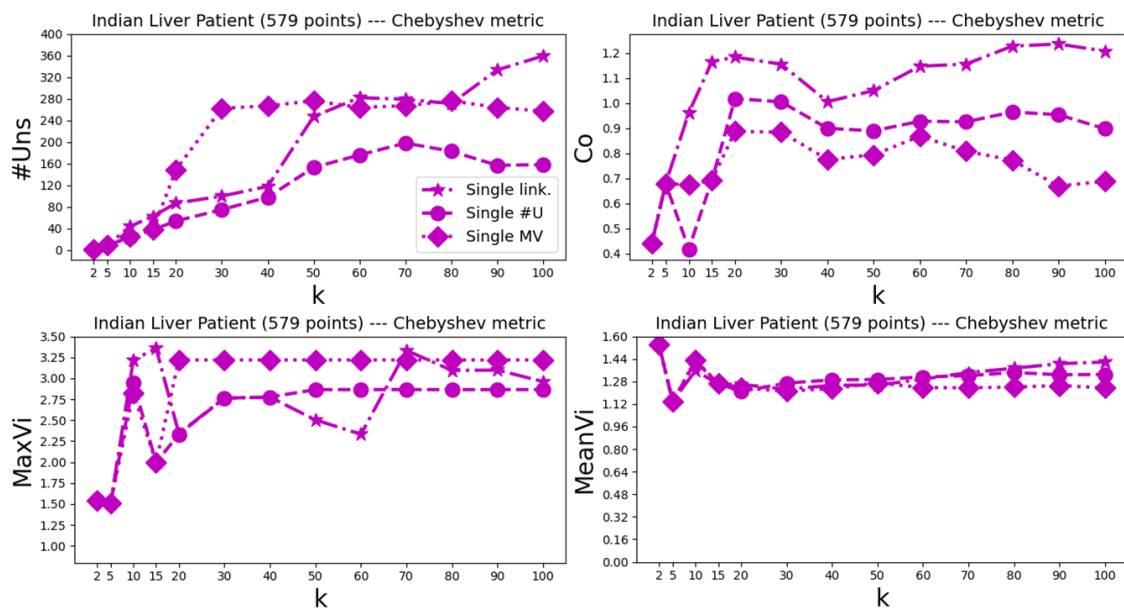 Indian Liver Patient (579 points) --- Chebyshev metric
400
360
320
280
240
200
160
120
80
40
0
#Uns
Single link.
Single #U
Single MV
2 5 10 15 20 30 40 50 60 70 80 90 100
k
Indian Liver Patient (579 points) --- Chebyshev metric
1.2
1.1
1.0
0.9
0.8
0.7
0.6
0.5
0.4
Co
2 5 10 15 20 30 40 50 60 70 80 90 100
k
Indian Liver Patient (579 points) --- Chebyshev metric
3.50
3.25
3.00
2.75
2.50
2.25
2.00
1.75
1.50
1.25
1.00
MaxVi
2 5 10 15 20 30 40 50 60 70 80 90 100
k
Indian Liver Patient (579 points) --- Chebyshev metric
1.60
1.44
1.28
1.12
0.96
0.80
0.64
0.48
0.32
0.16
0.00
MeanVi
2 5 10 15 20 30 40 50 60 70 80 90 100
k